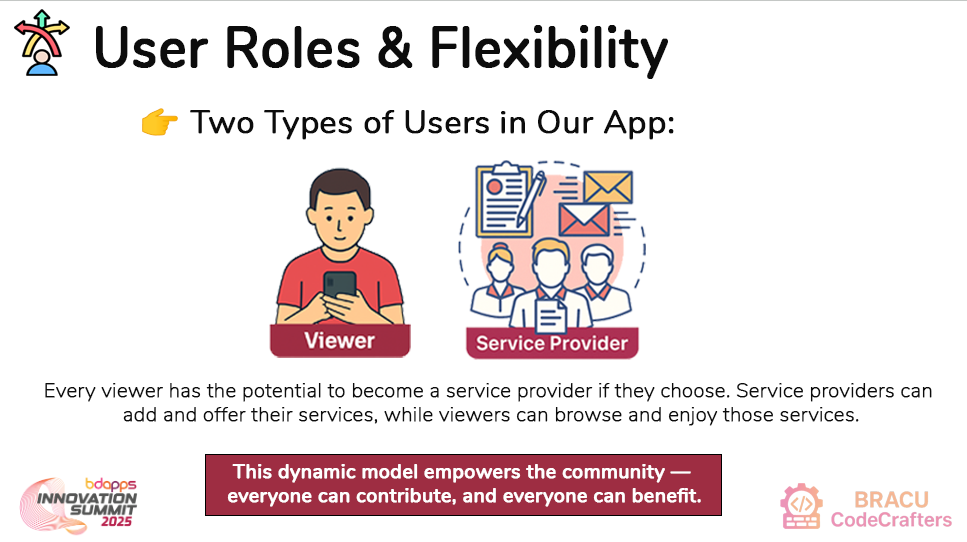 User Roles & Flexibility
👉 Two Types of Users in Our App:
Viewer
Service Provider
Every viewer has the potential to become a service provider if they choose. Service providers can
add and offer their services, while viewers can browse and enjoy those services.
This dynamic model empowers the community —
everyone can contribute, and everyone can benefit.
bdapps
INNOVATION
SUMMIT
2025
BRACU
CodeCrafters